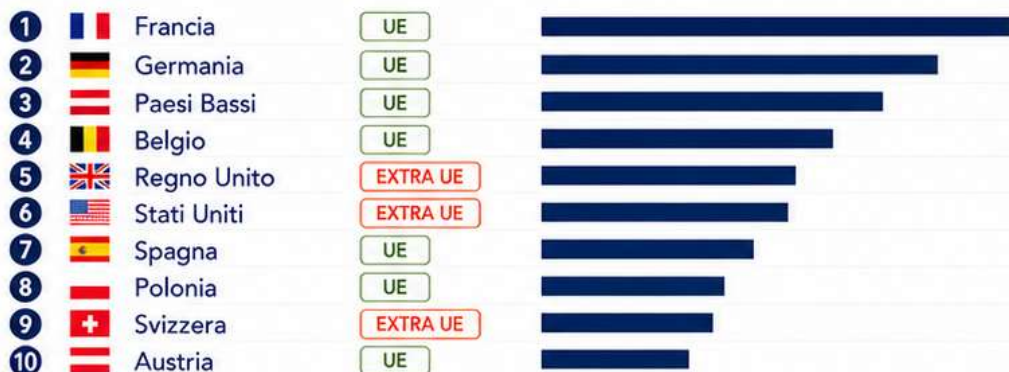 1 Francia UE
2 Germania UE
3 Paesi Bassi UE
4 Belgio UE
5 Regno Unito EXTRA UE
6 Stati Uniti EXTRA UE
7 Spagna UE
8 Polonia UE
9 Svizzera EXTRA UE
10 Austria UE